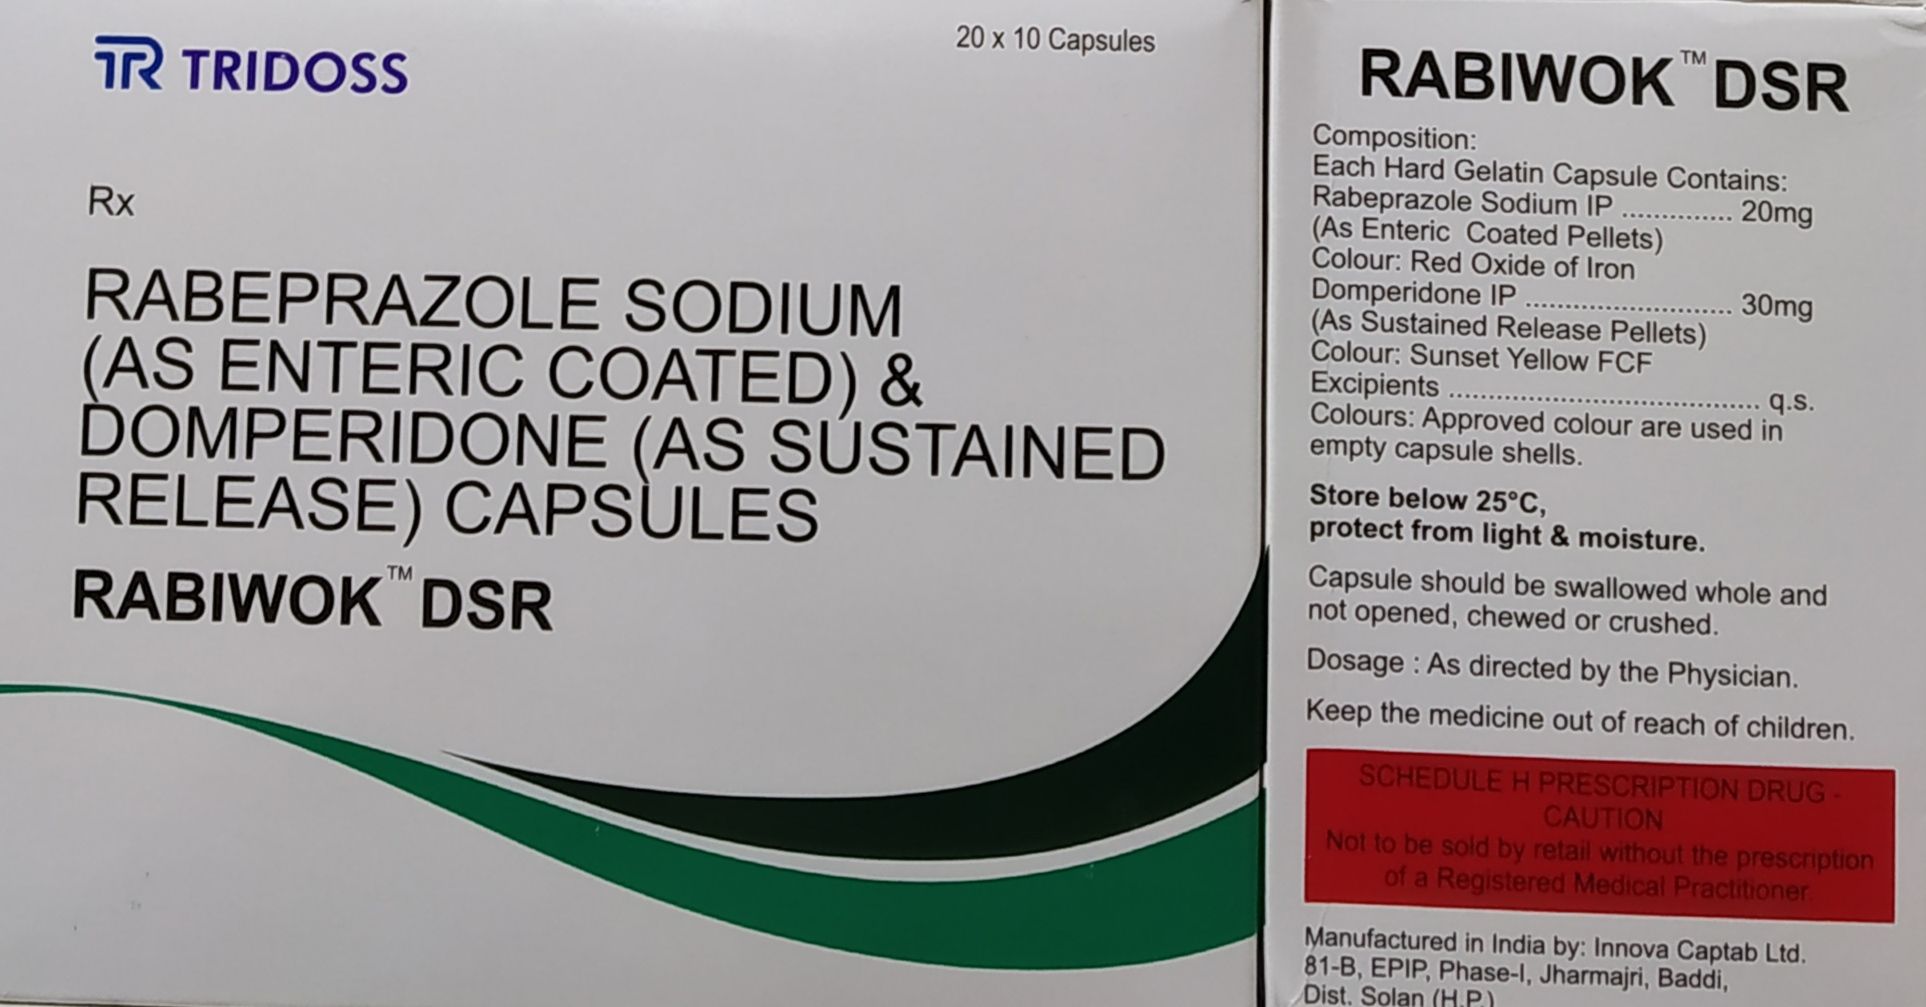 TR TRIDOSS
20 x 10 Capsules
Rx
RABEPRAZOLE SODIUM
(AS ENTERIC COATED) &
DOMPERIDONE (AS SUSTAINED
RELEASE) CAPSULES
RABIWOK™ DSR
RABIWOK™ DSR
Composition:
Each Hard Gelatin Capsule Contains:
Rabeprazole Sodium IP .............. 20mg
(As Enteric Coated Pellets)
Colour: Red Oxide of Iron
Domperidone IP .......................... 30mg
(As Sustained Release Pellets)
Colour: Sunset Yellow FCF
Excipients ....................................... q.s.
Colours: Approved colour are used in
empty capsule shells.
Store below 25°C,
protect from light & moisture.
Capsule should be swallowed whole and
not opened, chewed or crushed.
Dosage : As directed by the Physician.
Keep the medicine out of reach of children.
SCHEDULE H PRESCRIPTION DRUG -
CAUTION
Not to be sold by retail without the prescription
of a Registered Medical Practitioner.
Manufactured in India by: Innova Captab Ltd.
81-B, EPIP, Phase-I, Jharmajri, Baddi,
Dist. Solan (H.P.)